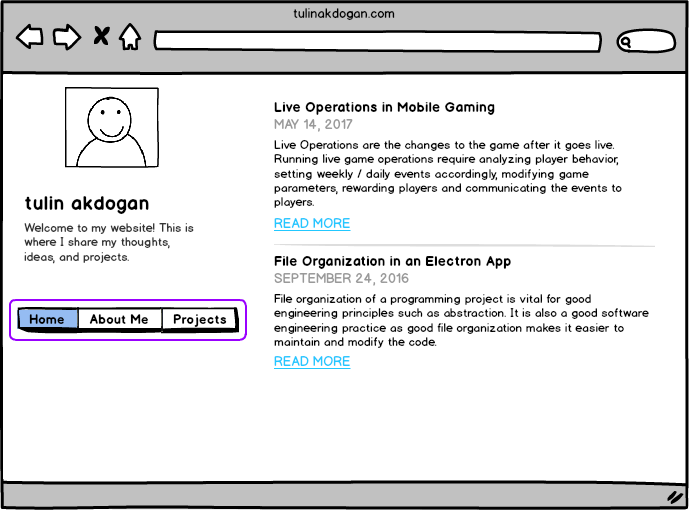 tulinakdogan.com
tulin akdogan
Welcome to my website! This is
where I share my thoughts,
ideas, and projects.
Home About Me Projects
Live Operations in Mobile Gaming
MAY 14, 2017
Live Operations are the changes to the game after it goes live.
Running live game operations require analyzing player behavior,
setting weekly / daily events accordingly, modifying game
parameters, rewarding players and communicating the events to
players.
READ MORE
File Organization in an Electron App
SEPTEMBER 24, 2016
File organization of a programming project is vital for good
engineering principles such as abstraction. It is also a good software
engineering practice as good file organization makes it easier to
maintain and modify the code.
READ MORE